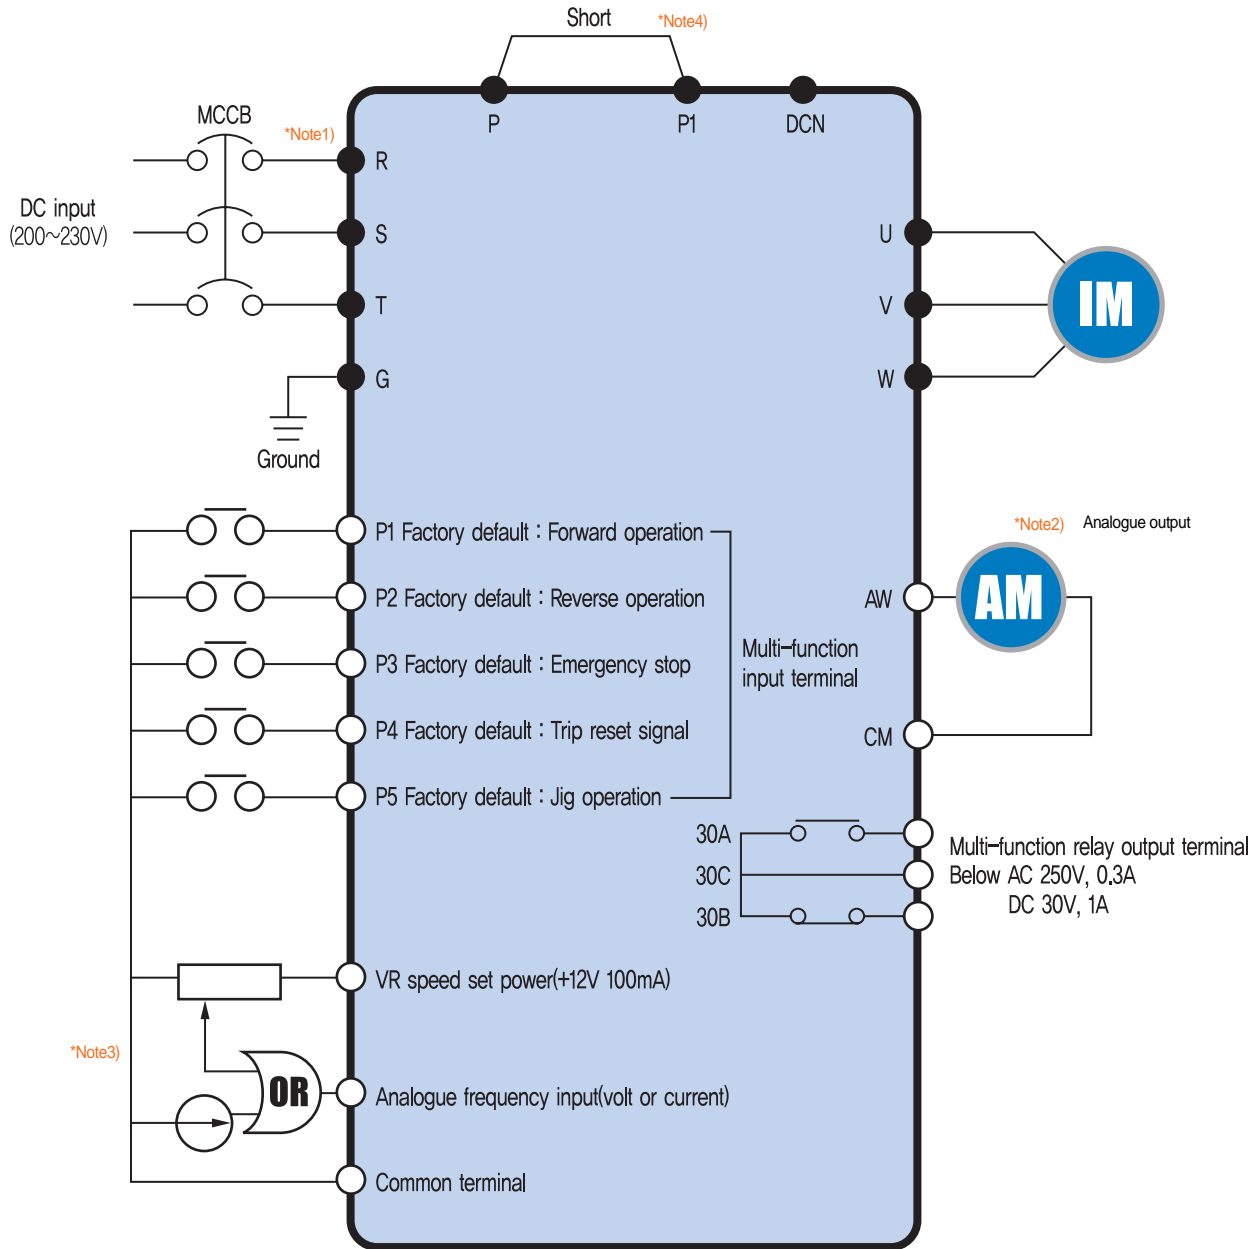 Short
*Note4)
MCCB
*Note1)
P
P1
DCN
R
DC input
(200~230V)
S
T
G
Ground
U
V
W
IM
P1 Factory default : Forward operation
P2 Factory default : Reverse operation
P3 Factory default : Emergency stop
P4 Factory default : Trip reset signal
P5 Factory default : Jig operation
Multi-function
input terminal
*Note2)
Analogue output
AW
AM
CM
30A
30C
30B
Multi-function relay output terminal
Below AC 250V, 0.3A
DC 30V, 1A
VR speed set power(+12V 100mA)
*Note3)
OR
Analogue frequency input(volt or current)
Common terminal